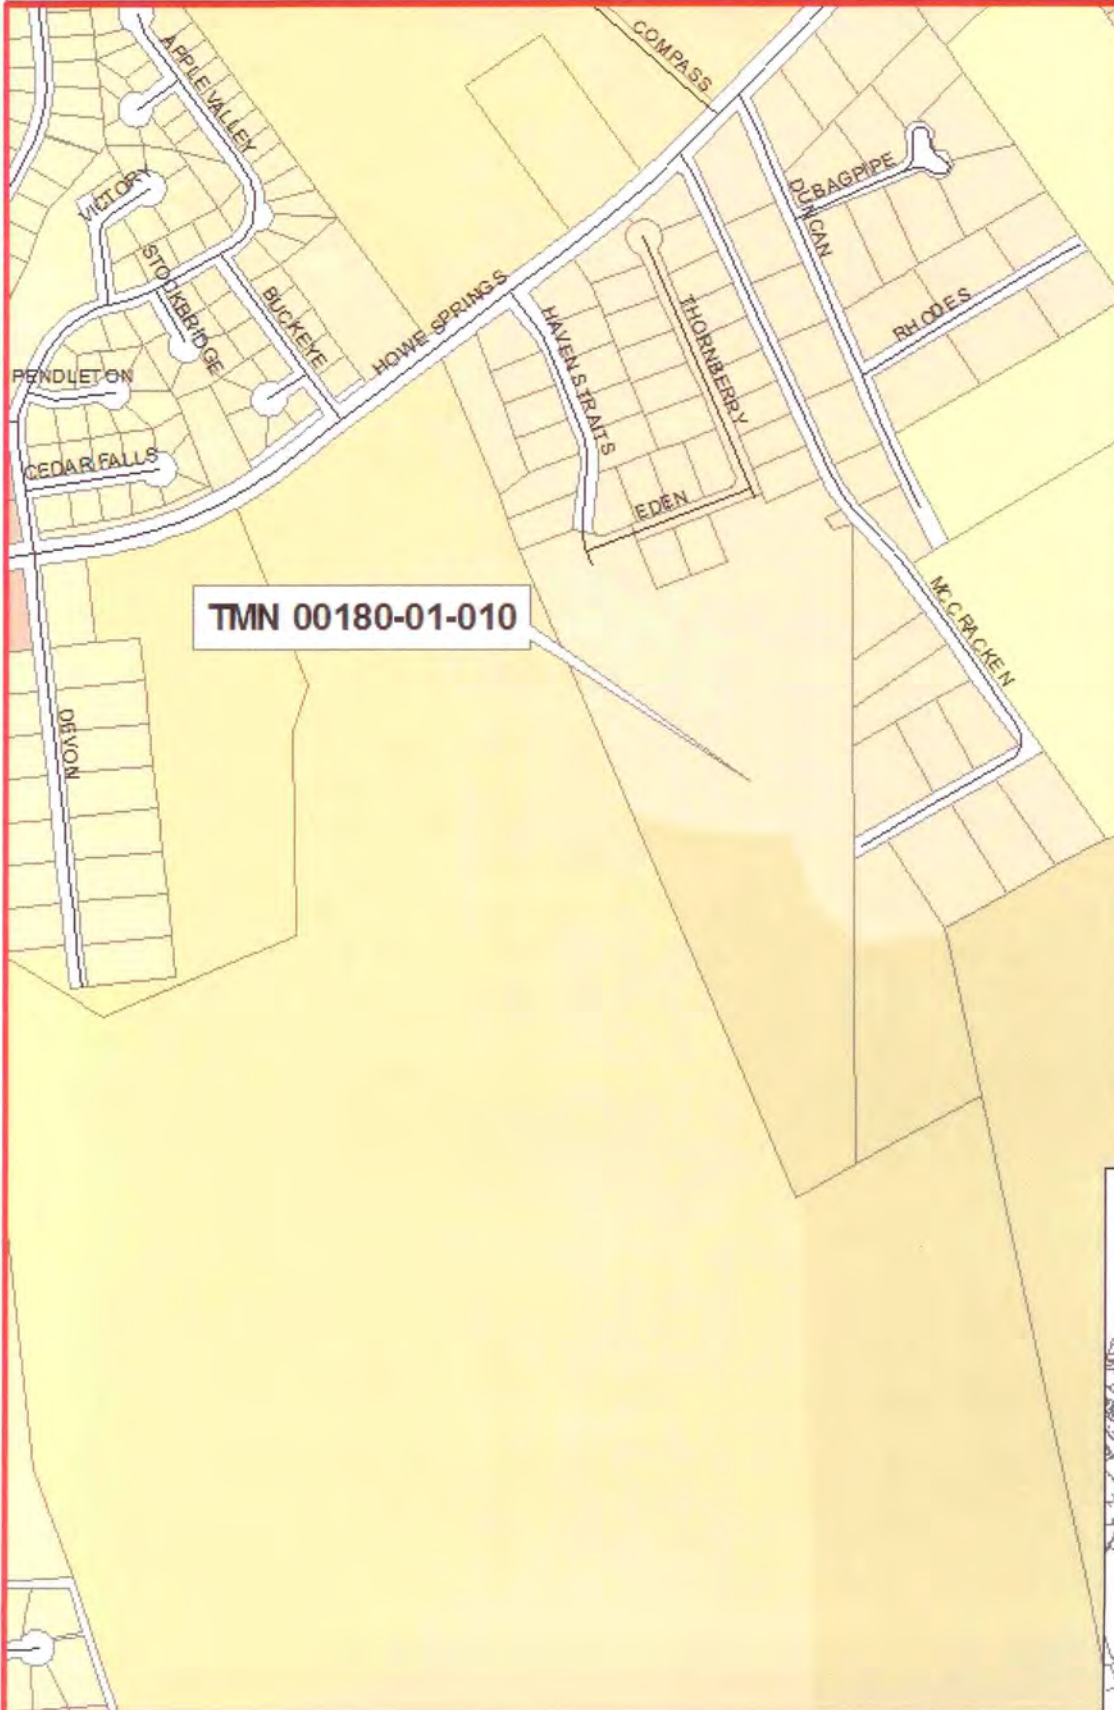 COMPASS
APPLE VALLEY
BAGPIPE
DUNCAN
VICTORY
STOCKBRIDGE
BUCKEYE
HOWE SPRINGS
HAVEN STRAITS
THORNBERRY
RHODES
PENDLETON
CEDAR FALLS
EDEN
TMN 00180-01-010
MCCRACKEN
DEVON